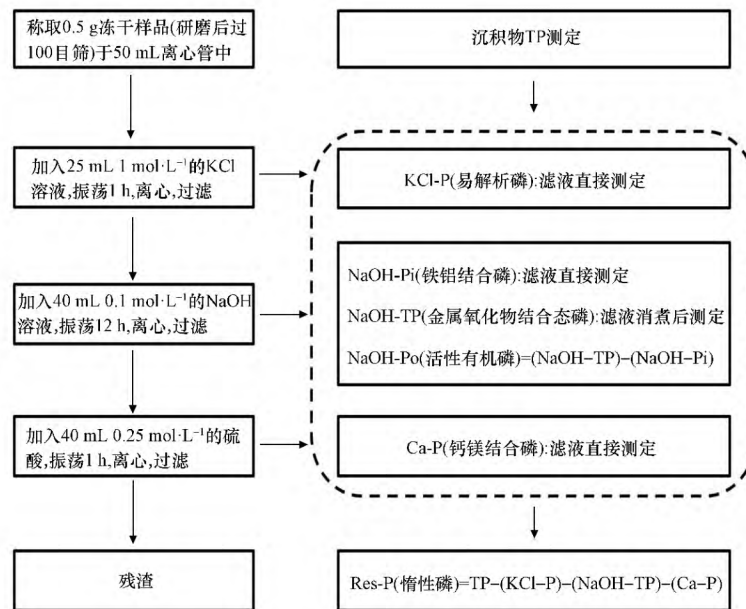 称取0.5 g冻干样品(研磨后过
100目筛)于50 mL离心管中
沉积物TP测定
加入25 mL 1 mol·L⁻¹的KCl
溶液,振荡1 h,离心,过滤
KCl-P(易解析磷):滤液直接测定
加入40 mL 0.1 mol·L⁻¹的NaOH
溶液,振荡12 h,离心,过滤
NaOH-Pi(铁铝结合磷):滤液直接测定
NaOH-TP(金属氧化物结合态磷):滤液消煮后测定
NaOH-Po(活性有机磷)=(NaOH-TP)-(NaOH-Pi)
加入40 mL 0.25 mol·L⁻¹的硫
酸,振荡1 h,离心,过滤
Ca-P(钙镁结合磷):滤液直接测定
残渣
Res-P(惰性磷)=TP-(KCl-P)-(NaOH-TP)-(Ca-P)